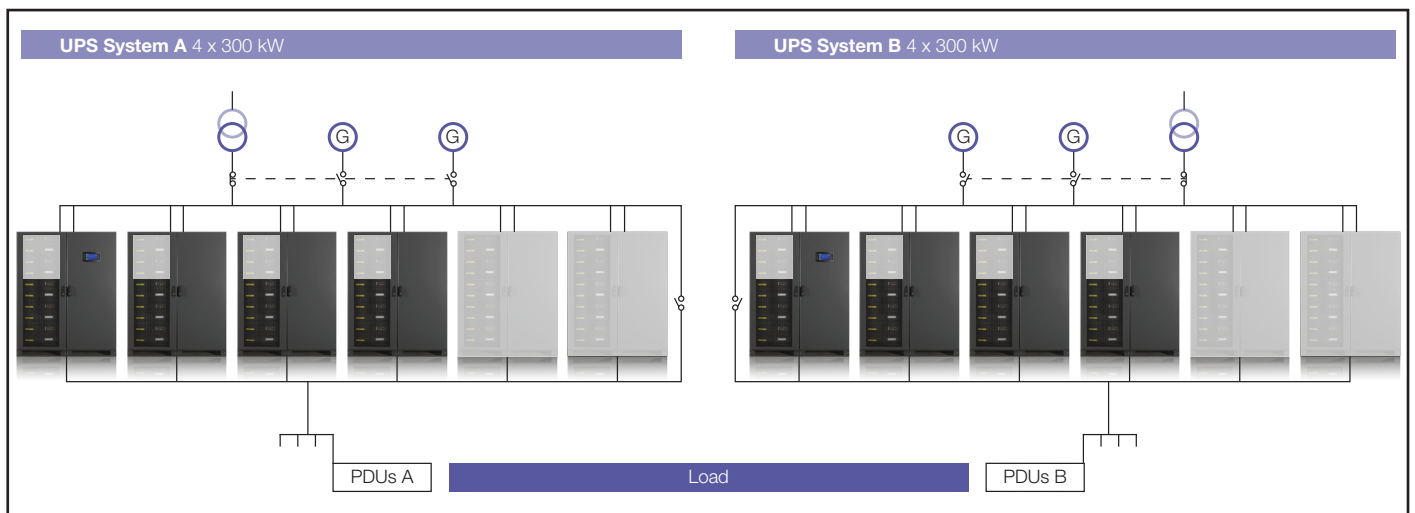 UPS System A 4 x 300 kW
UPS System B 4 x 300 kW
G
G
G
G
PDUs A
Load
PDUs B